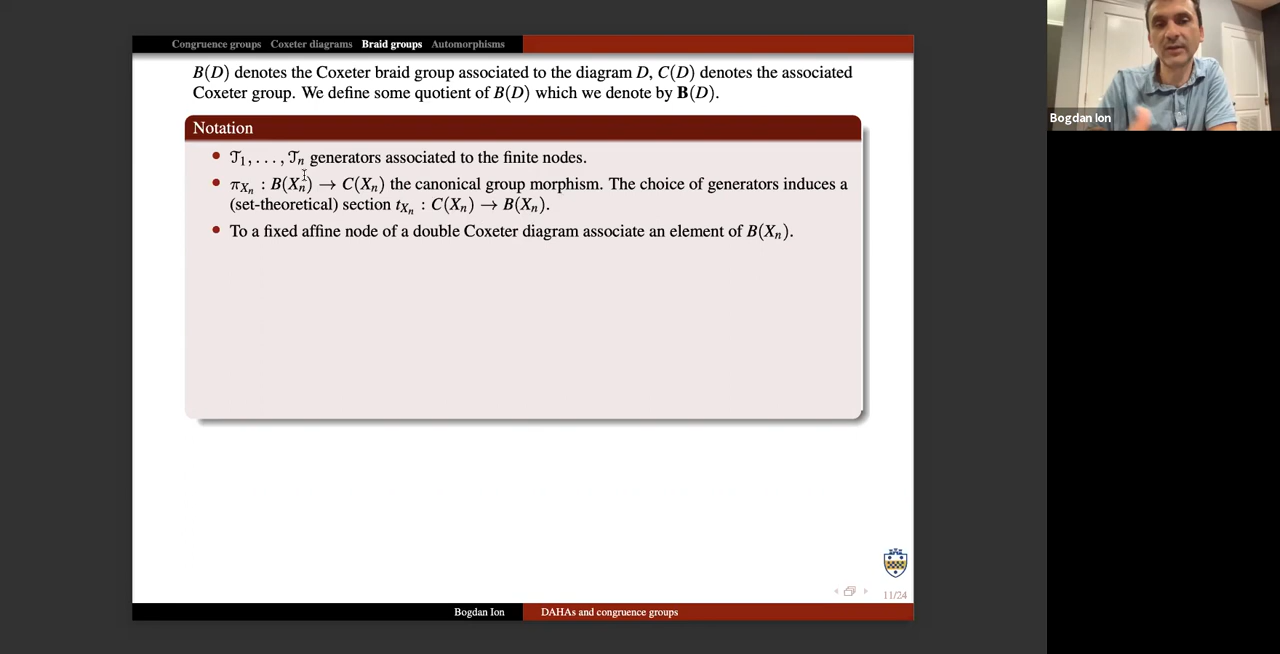 Congruence groups Coxeter diagrams Braid groups Automorphisms
B(D) denotes the Coxeter braid group associated to the diagram D, C(D) denotes the associated
Coxeter group. We define some quotient of B(D) which we denote by B(D).
Notation
• 𝒯₁, . . . , 𝒯ₙ generators associated to the finite nodes.
• π_{Xₙ} : B(Xₙ) → C(Xₙ) the canonical group morphism. The choice of generators induces a
(set-theoretical) section t_{Xₙ} : C(Xₙ) → B(Xₙ).
• To a fixed affine node of a double Coxeter diagram associate an element of B(Xₙ).
11/24
Bogdan Ion DAHAs and congruence groups
Bogdan Ion